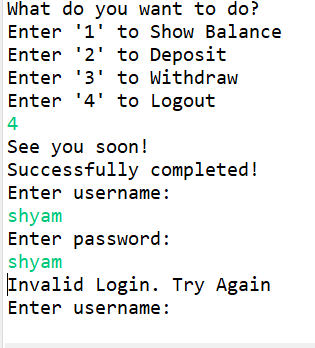 What do you want to do?
Enter '1' to Show Balance
Enter '2' to Deposit
Enter '3' to Withdraw
Enter '4' to Logout
4
See you soon!
Successfully completed!
Enter username:
shyam
Enter password:
shyam
Invalid Login. Try Again
Enter username: